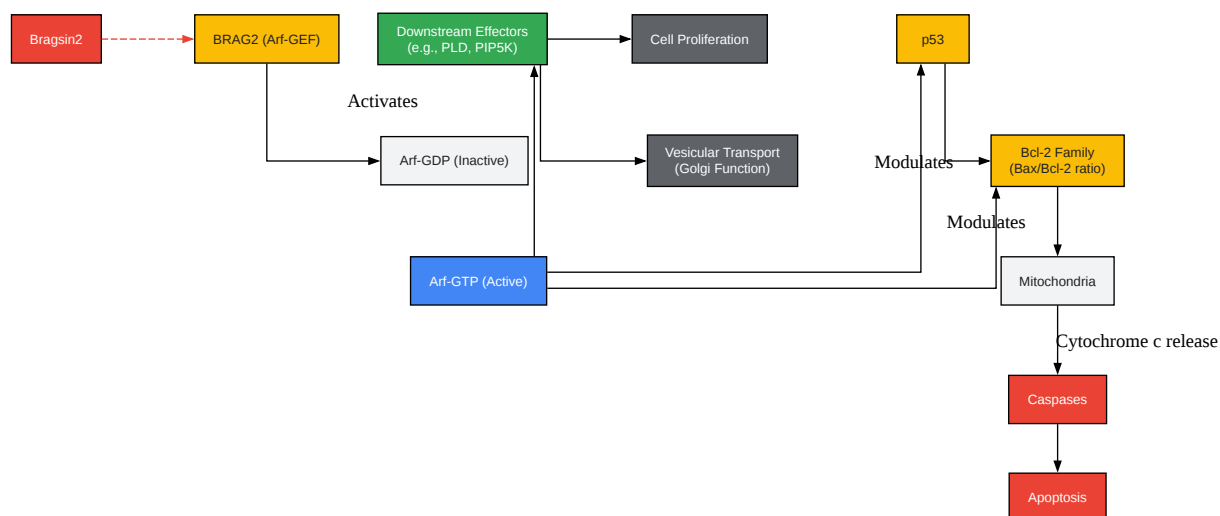 Bragsin2
BRAG2 (Arf-GEF)
Downstream Effectors
(e.g., PLD, PIP5K)
Cell Proliferation
p53
Activates
Arf-GDP (Inactive)
Vesicular Transport
(Golgi Function)
Modulates
Bcl-2 Family
(Bax/Bcl-2 ratio)
Modulates
Arf-GTP (Active)
Mitochondria
Cytochrome c release
Caspases
Apoptosis